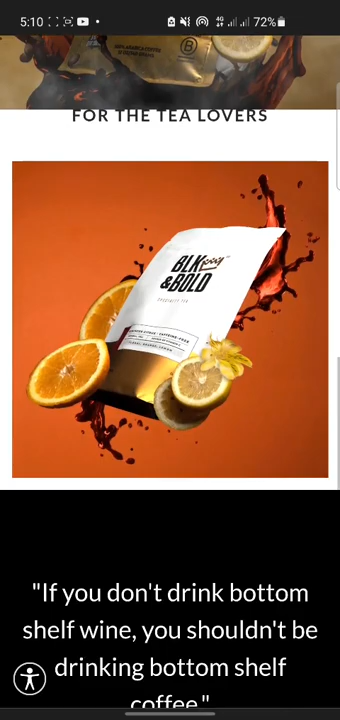 5:10
4G
72%
B
FOR THE TEA LOVERS
BLK
&BOLD
SPECIALTY TEA
"If you don't drink bottom
shelf wine, you shouldn't be
drinking bottom shelf
coffee."